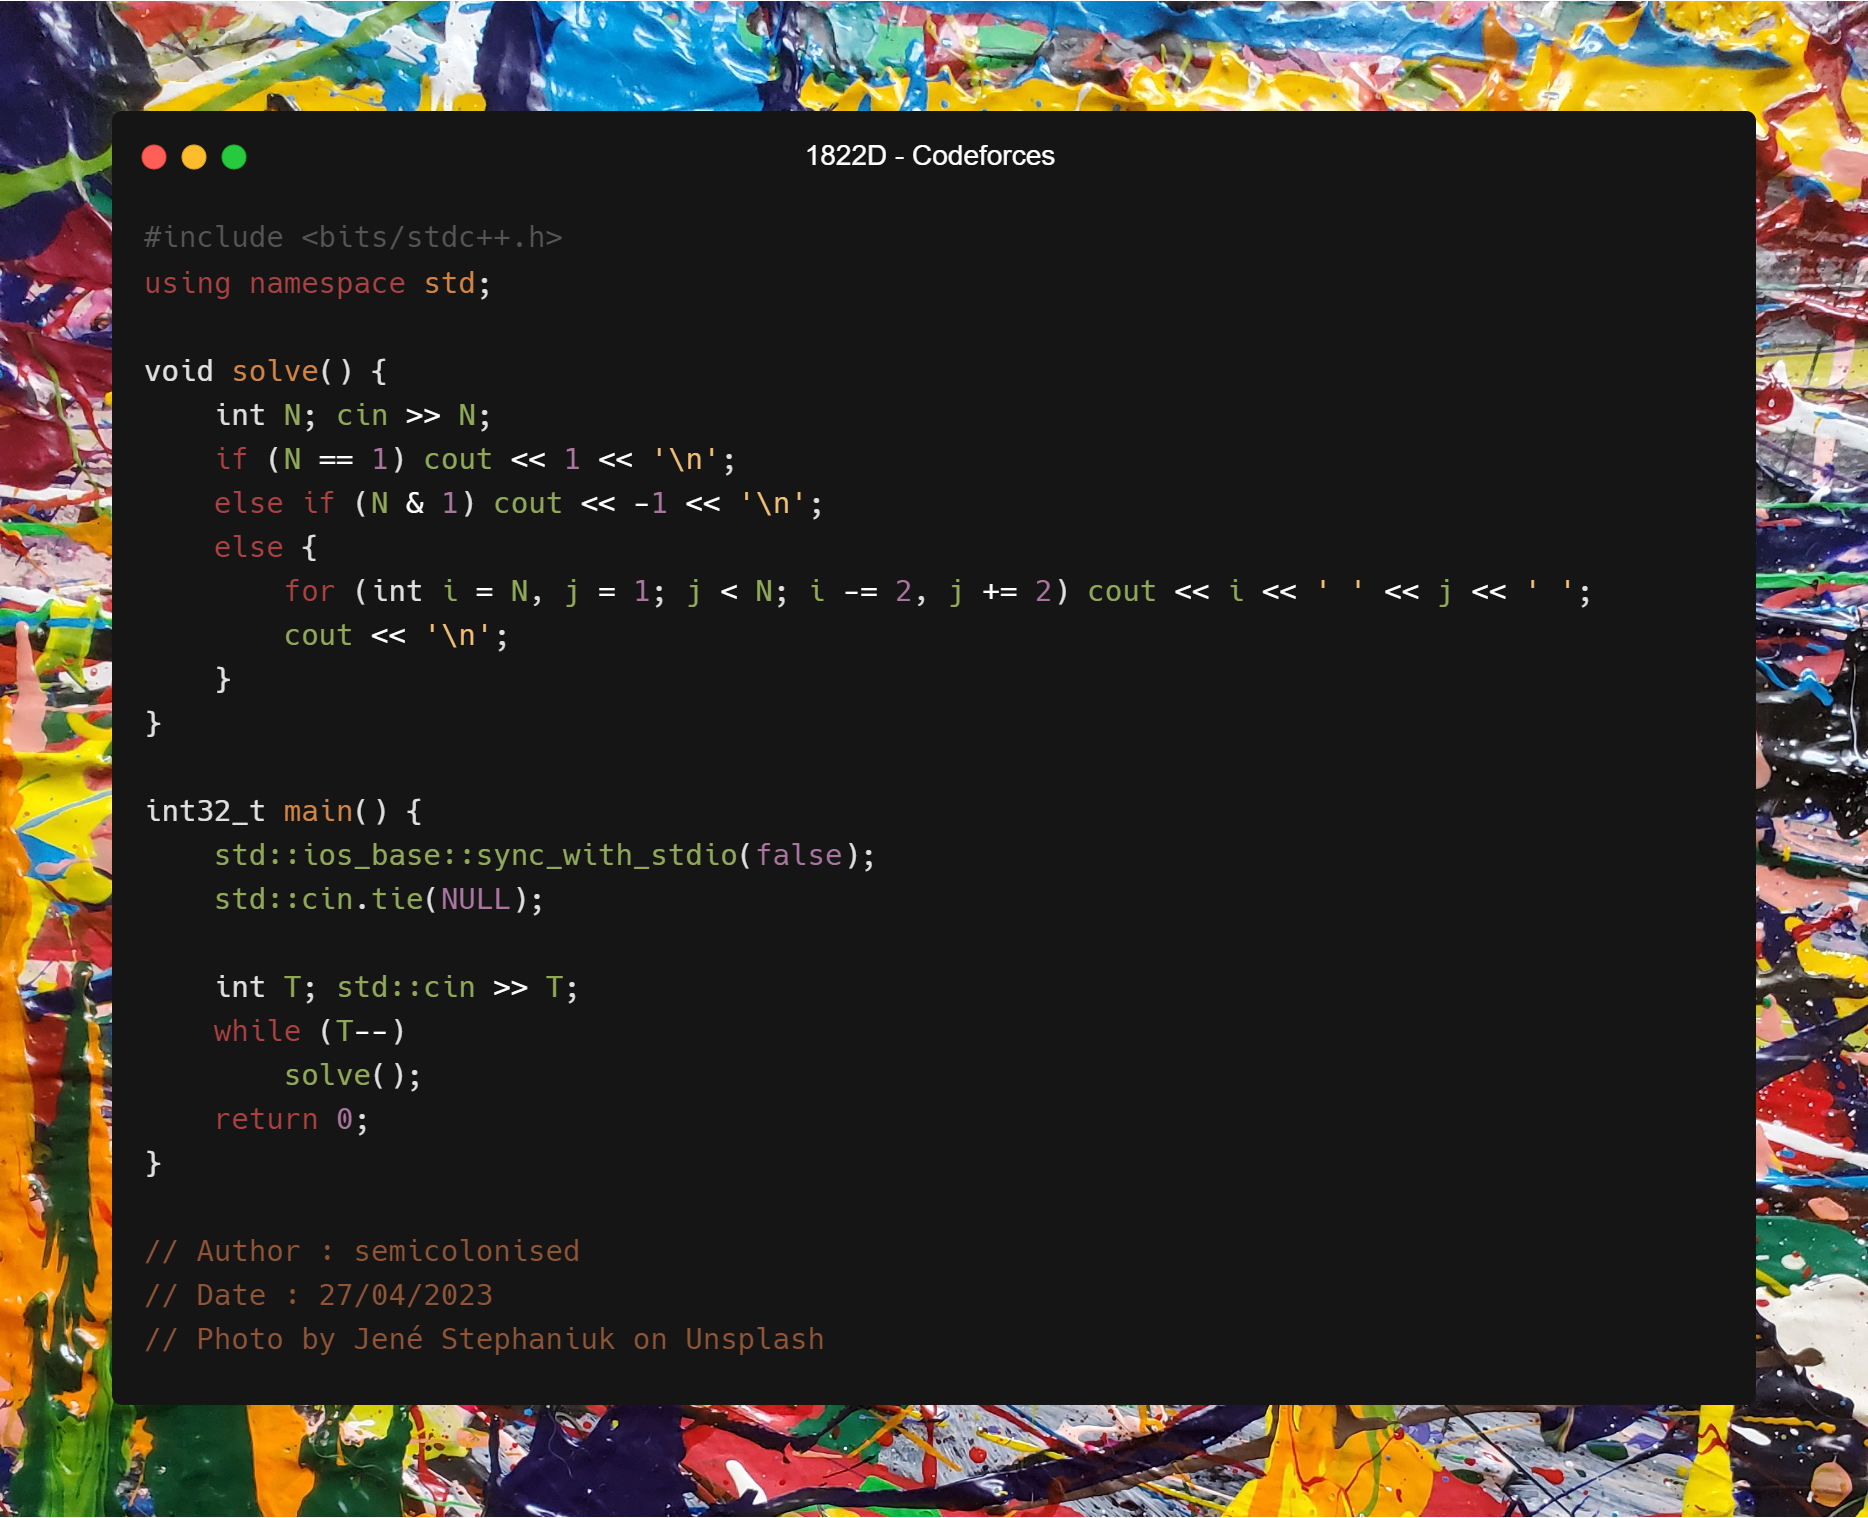 1822D - Codeforces
#include <bits/stdc++.h>
using namespace std;
void solve() {
    int N; cin >> N;
    if (N == 1) cout << 1 << '\n';
    else if (N & 1) cout << -1 << '\n';
    else {
        for (int i = N, j = 1; j < N; i -= 2, j += 2) cout << i << ' ' << j << ' ';
        cout << '\n';
    }
}
int32_t main() {
    std::ios_base::sync_with_stdio(false);
    std::cin.tie(NULL);
    int T; std::cin >> T;
    while (T--)
        solve();
    return 0;
}
// Author : semicolonised
// Date : 27/04/2023
// Photo by Jené Stephaniuk on Unsplash